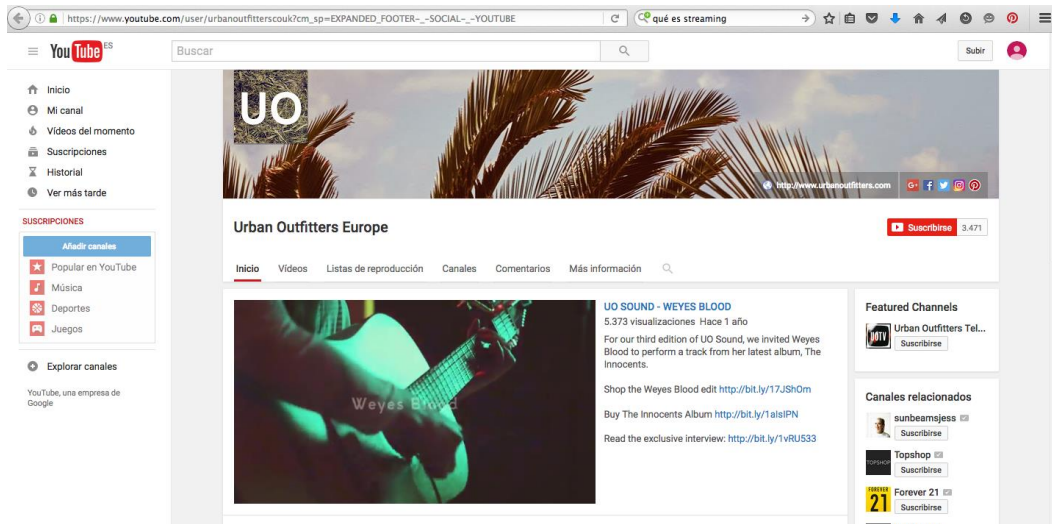 https://www.youtube.com/user/urbanoutfitterscouk?cm_sp=EXPANDED_FOOTER-_-SOCIAL-_-YOUTUBE
qué es streaming
YouTube ES
Buscar
Subir
Inicio
Mi canal
Vídeos del momento
Suscripciones
Historial
Ver más tarde
SUSCRIPCIONES
Añadir canales
Popular en YouTube
Música
Deportes
Juegos
Explorar canales
YouTube, una empresa de
Google
UO
http://www.urbanoutfitters.com
Urban Outfitters Europe
Suscribirse 3.471
Inicio Vídeos Listas de reproducción Canales Comentarios Más información
Weyes Blood
UO SOUND - WEYES BLOOD
5.373 visualizaciones Hace 1 año
For our third edition of UO Sound, we invited Weyes
Blood to perform a track from her latest album, The
Innocents.
Shop the Weyes Blood edit http://bit.ly/17JShOm
Buy The Innocents Album http://bit.ly/1alsIPN
Read the exclusive interview: http://bit.ly/1vRU533
Featured Channels
UOTV
Urban Outfitters Tel...
Suscribirse
Canales relacionados
sunbeamsjess
Suscribirse
TOPSHOP
Topshop
Suscribirse
FOREVER
21
Forever 21
Suscribirse